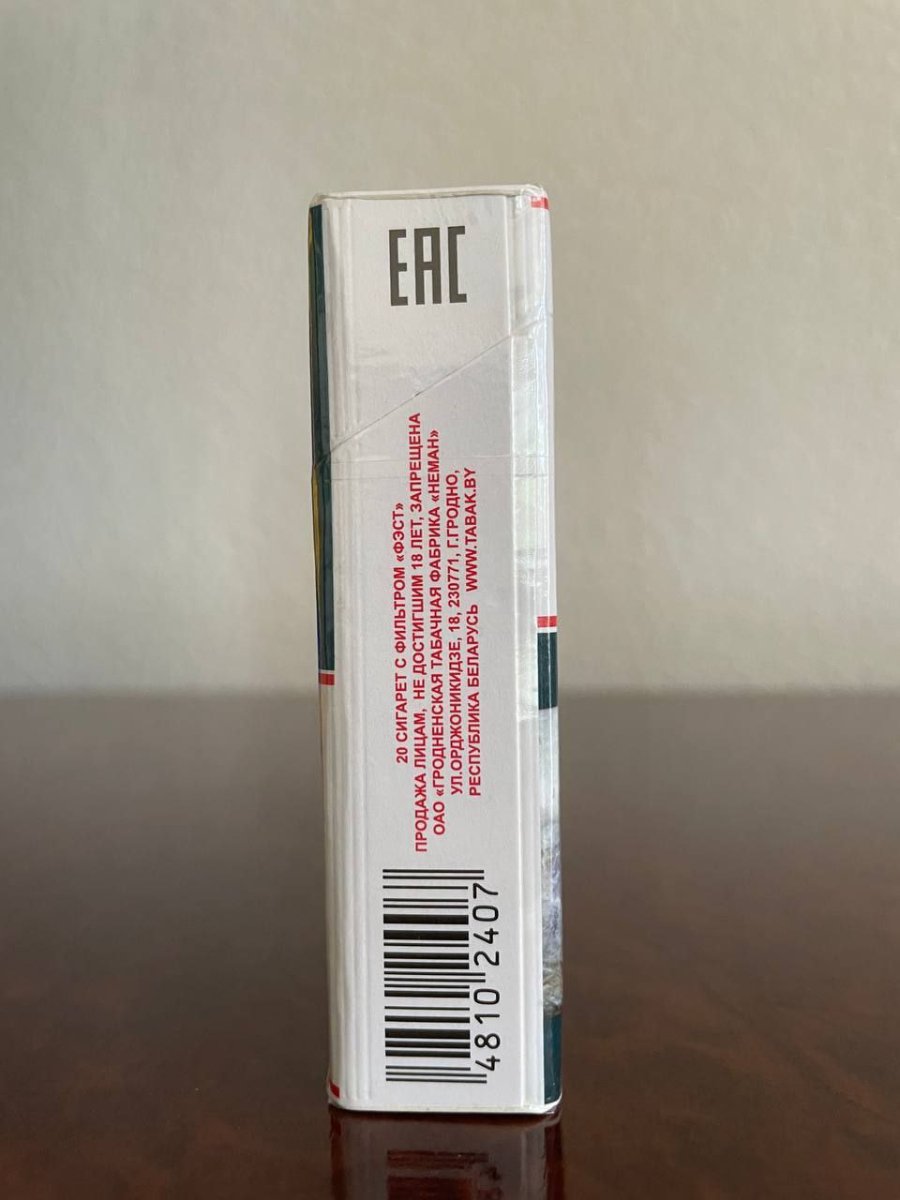 EAC
20 СИГАРЕТ С ФИЛЬТРОМ «ФЭСТ»
ПРОДАЖА ЛИЦАМ, НЕ ДОСТИГШИМ 18 ЛЕТ, ЗАПРЕЩЕНА
ОАО «ГРОДНЕНСКАЯ ТАБАЧНАЯ ФАБРИКА «НЕМАН»
УЛ.ОРДЖОНИКИДЗЕ, 18, 230771, Г.ГРОДНО,
РЕСПУБЛИКА БЕЛАРУСЬ WWW.TABAK.BY
4810 2407